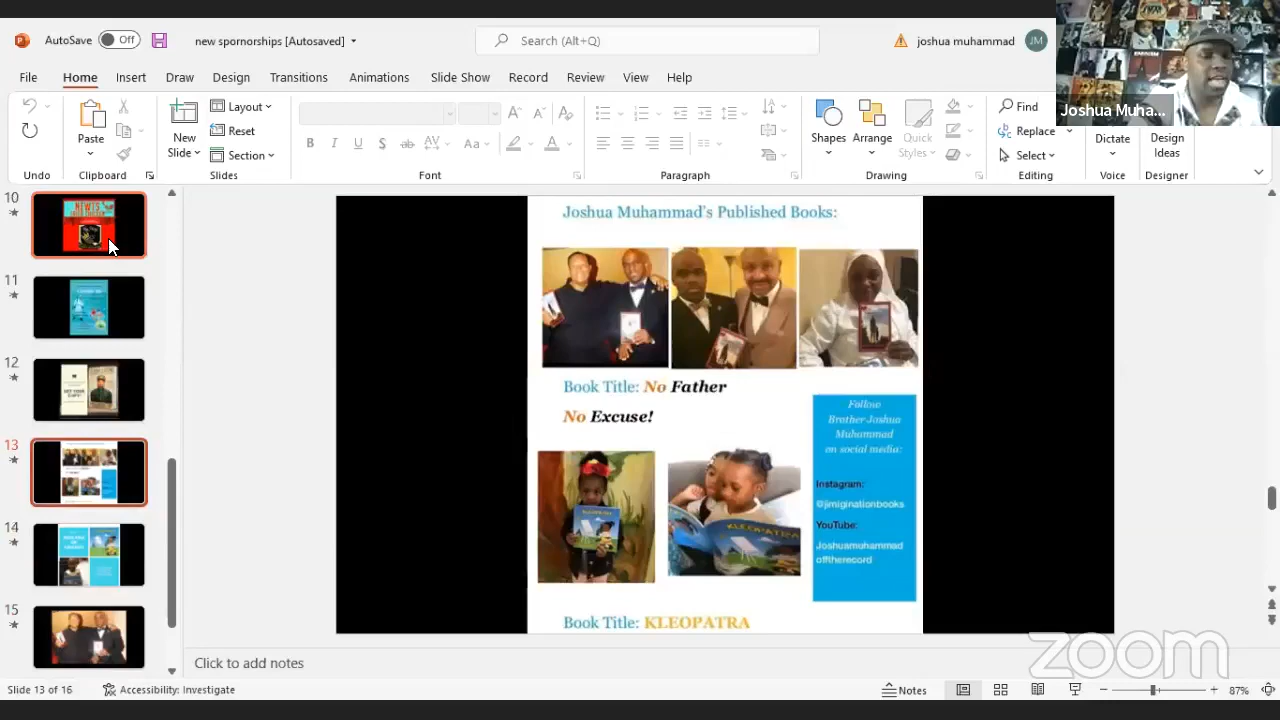 AutoSave Off new spornorships [Autosaved] Search (Alt+Q) joshua muhammad JM
File Home Insert Draw Design Transitions Animations Slide Show Record Review View Help
Joshua Muha...
Paste
New
Slide
Layout
Reset
Section
B I U S ab AV Aa A
Shapes
Arrange
Quick
Styles
Find
Replace
Select
Dictate
Design
Ideas
Undo Clipboard Slides Font Paragraph Drawing Editing Voice Designer
10
11
12
13
14
15
Joshua Muhammad's Published Books:
Book Title: No Father
No Excuse!
Follow
Brother Joshua
Muhammad
on social media:
Instagram:
@jimiginationbooks
YouTube:
Joshuamuhammad
offtherecord
KLEOPATRA
Book Title: KLEOPATRA
Click to add notes
zoom
Slide 13 of 16 Accessibility: Investigate Notes 87%